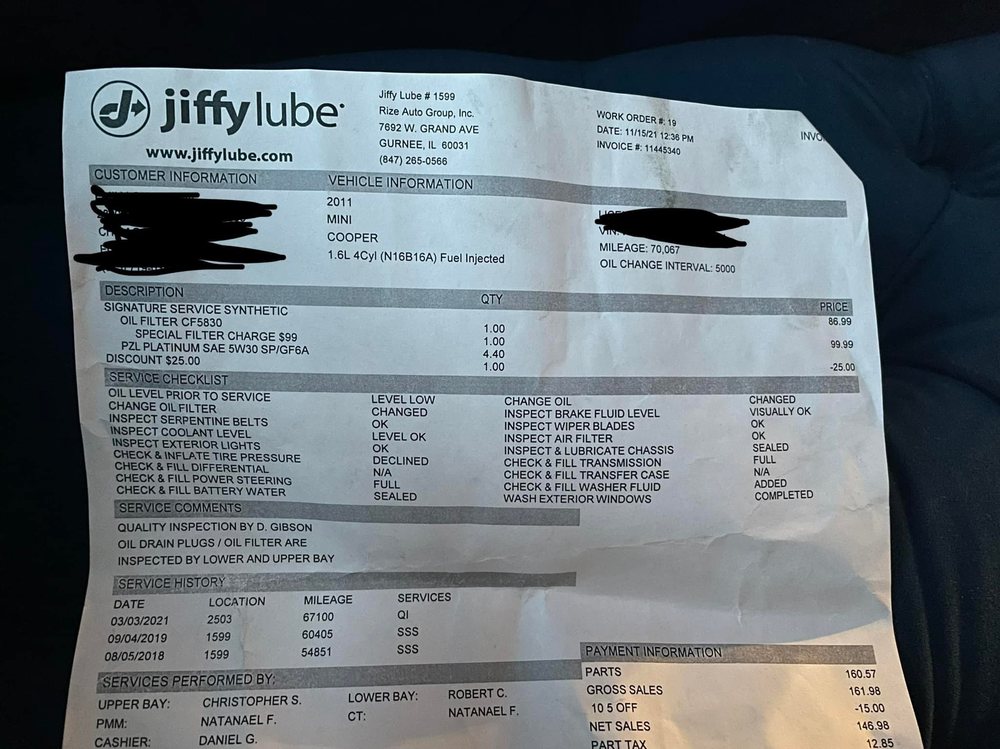 jiffy lube
www.jiffylube.com
Jiffy Lube # 1599
Rize Auto Group, Inc.
7692 W. GRAND AVE
GURNEE, IL 60031
(847) 265-0566
WORK ORDER #: 19
DATE: 11/15/21 12:36 PM
INVOICE #: 11445340
CUSTOMER INFORMATION VEHICLE INFORMATION
2011
MINI
COOPER
1.6L 4Cyl (N16B16A) Fuel Injected
MILEAGE: 70,067
OIL CHANGE INTERVAL: 5000
DESCRIPTION QTY PRICE
SIGNATURE SERVICE SYNTHETIC 86.99
OIL FILTER CF5830 1.00
SPECIAL FILTER CHARGE $99 1.00 99.99
PZL PLATINUM SAE 5W30 SP/GF6A 4.40
DISCOUNT $25.00 1.00 -25.00
SERVICE CHECKLIST
OIL LEVEL PRIOR TO SERVICE LEVEL LOW CHANGE OIL CHANGED
CHANGE OIL FILTER CHANGED INSPECT BRAKE FLUID LEVEL VISUALLY OK
INSPECT SERPENTINE BELTS OK INSPECT WIPER BLADES OK
INSPECT COOLANT LEVEL LEVEL OK INSPECT AIR FILTER OK
INSPECT EXTERIOR LIGHTS OK INSPECT & LUBRICATE CHASSIS SEALED
CHECK & INFLATE TIRE PRESSURE DECLINED CHECK & FILL TRANSMISSION FULL
CHECK & FILL DIFFERENTIAL N/A CHECK & FILL TRANSFER CASE N/A
CHECK & FILL POWER STEERING FULL CHECK & FILL WASHER FLUID ADDED
CHECK & FILL BATTERY WATER SEALED WASH EXTERIOR WINDOWS COMPLETED
SERVICE COMMENTS
QUALITY INSPECTION BY D. GIBSON
OIL DRAIN PLUGS / OIL FILTER ARE
INSPECTED BY LOWER AND UPPER BAY
SERVICE HISTORY
DATE LOCATION MILEAGE SERVICES
03/03/2021 2503 67100 QI
09/04/2019 1599 60405 SSS
08/05/2018 1599 54851 SSS
SERVICES PERFORMED BY:
UPPER BAY: CHRISTOPHER S. LOWER BAY: ROBERT C.
PMM: NATANAEL F. CT: NATANAEL F.
CASHIER: DANIEL G.
PAYMENT INFORMATION
PARTS 160.57
GROSS SALES 161.98
10 5 OFF -15.00
NET SALES 146.98
PART TAX 12.85